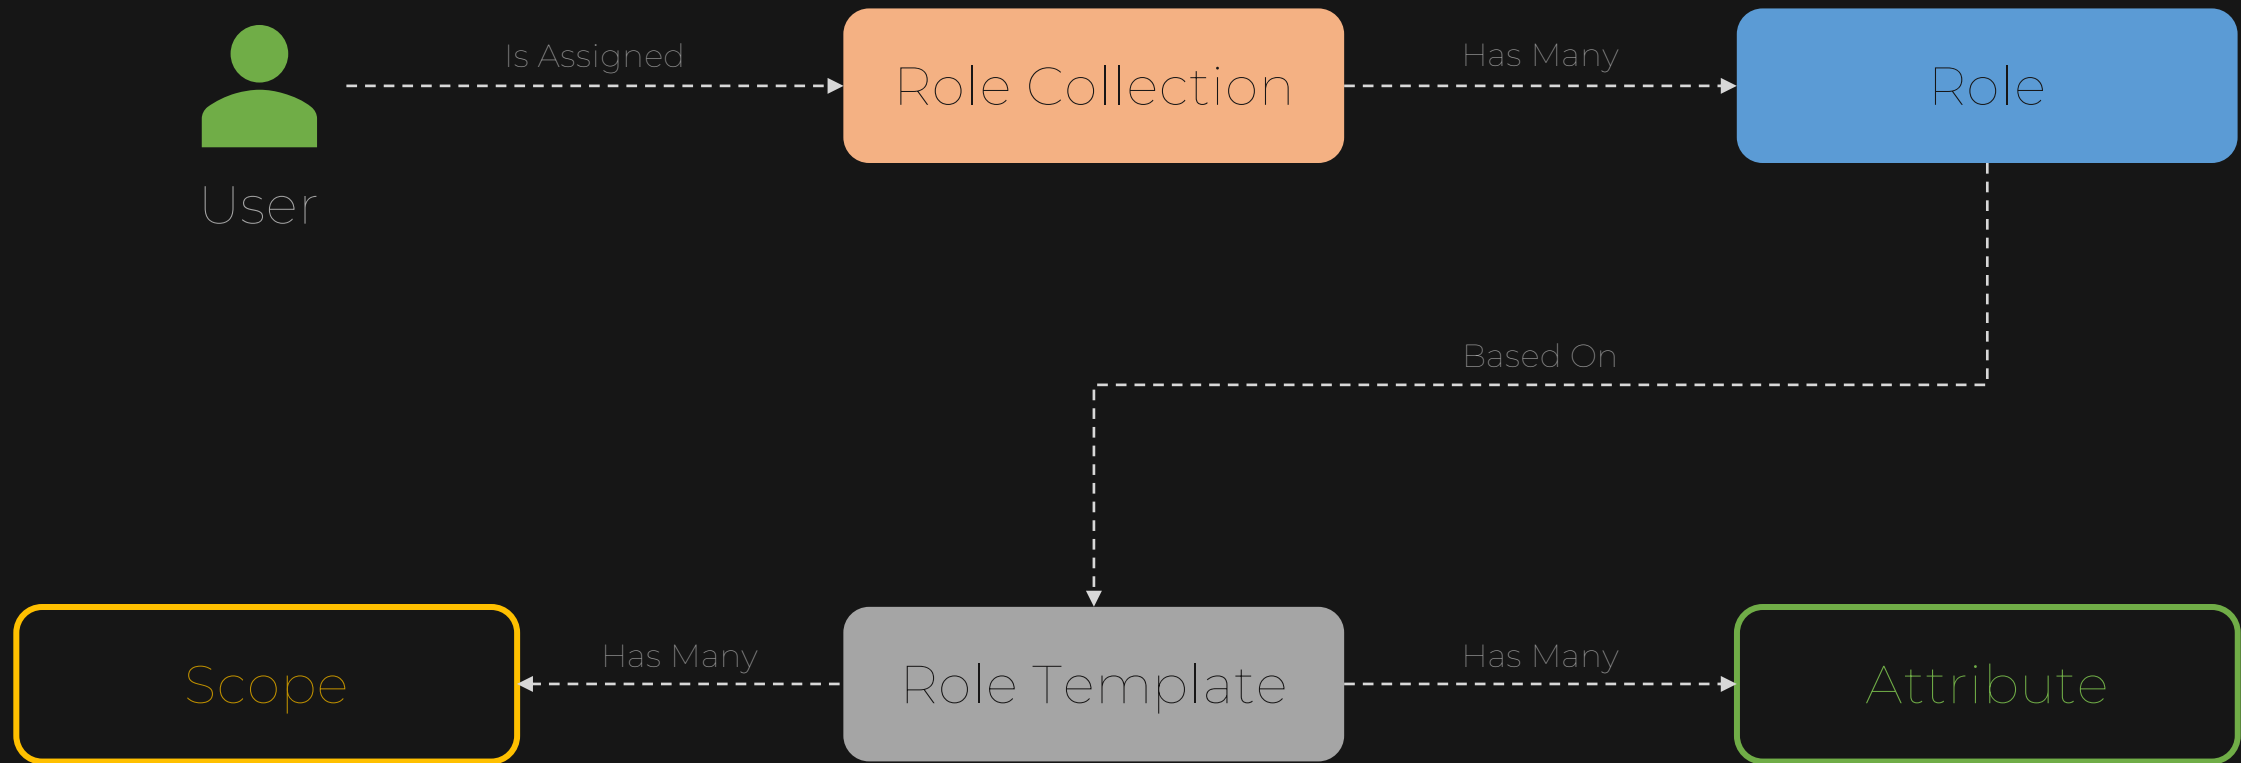 Is Assigned
Role Collection
Has Many
Role
User
Based On
Scope
Has Many
Role Template
Has Many
Attribute